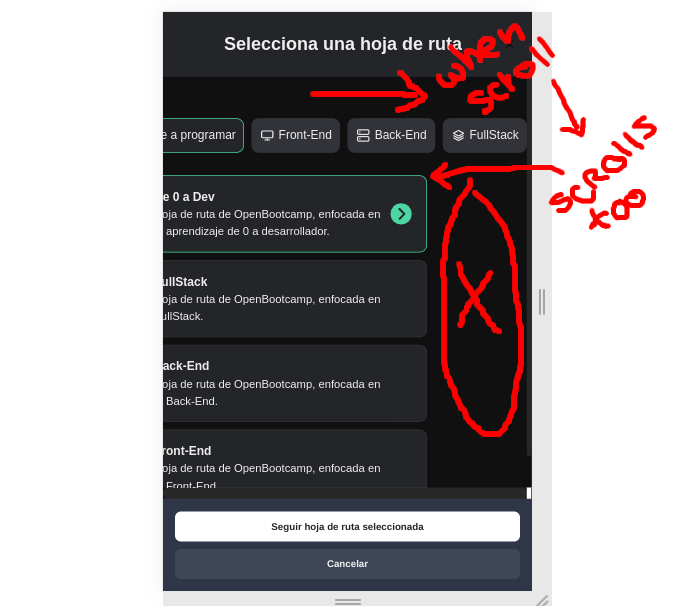 Selecciona una hoja de ruta
when
scroll
e a programar Front-End Back-End FullStack
scrolls
too
e 0 a Dev
oja de ruta de OpenBootcamp, enfocada en
aprendizaje de 0 a desarrollador.
ullStack
oja de ruta de OpenBootcamp, enfocada en
ullStack.
ack-End
oja de ruta de OpenBootcamp, enfocada en
Back-End.
ront-End
oja de ruta de OpenBootcamp, enfocada en
Front-End
Seguir hoja de ruta seleccionada
Cancelar